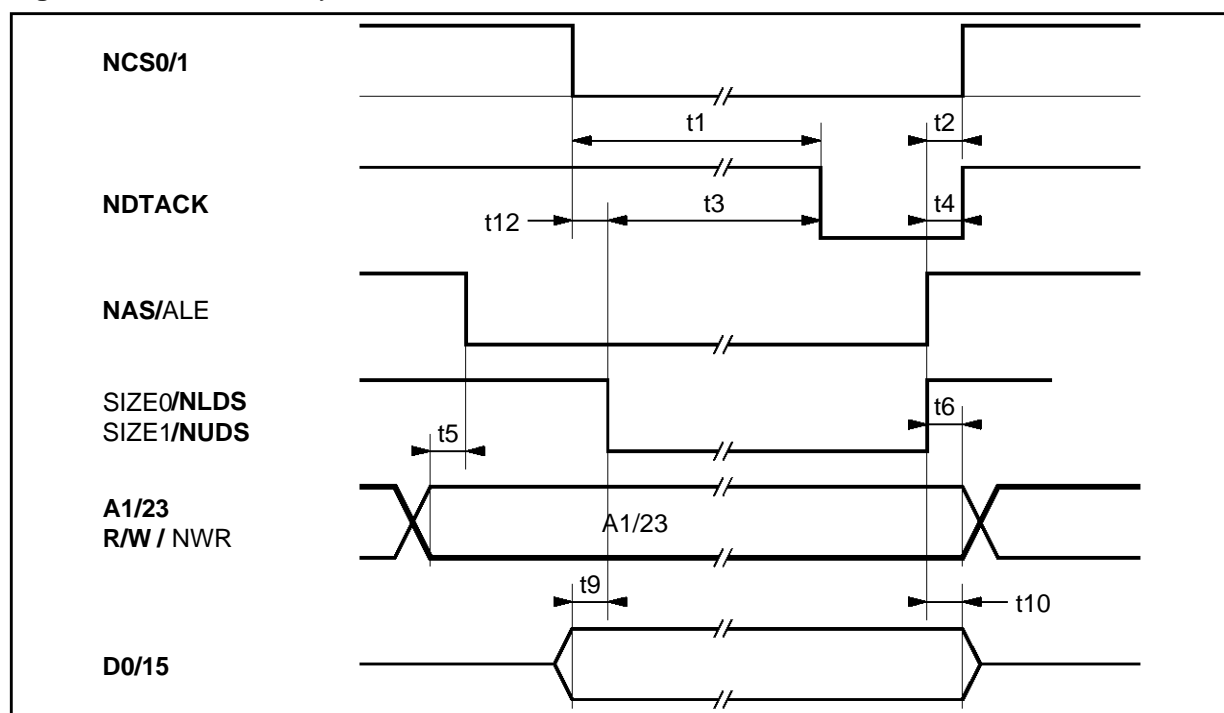 NCS0/1
t1
t2
NDTACK
t12
t3
t4
NAS/ALE
SIZE0/NLDS
SIZE1/NUDS
t5
t6
A1/23
R/W / NWR
A1/23
t9
t10
D0/15